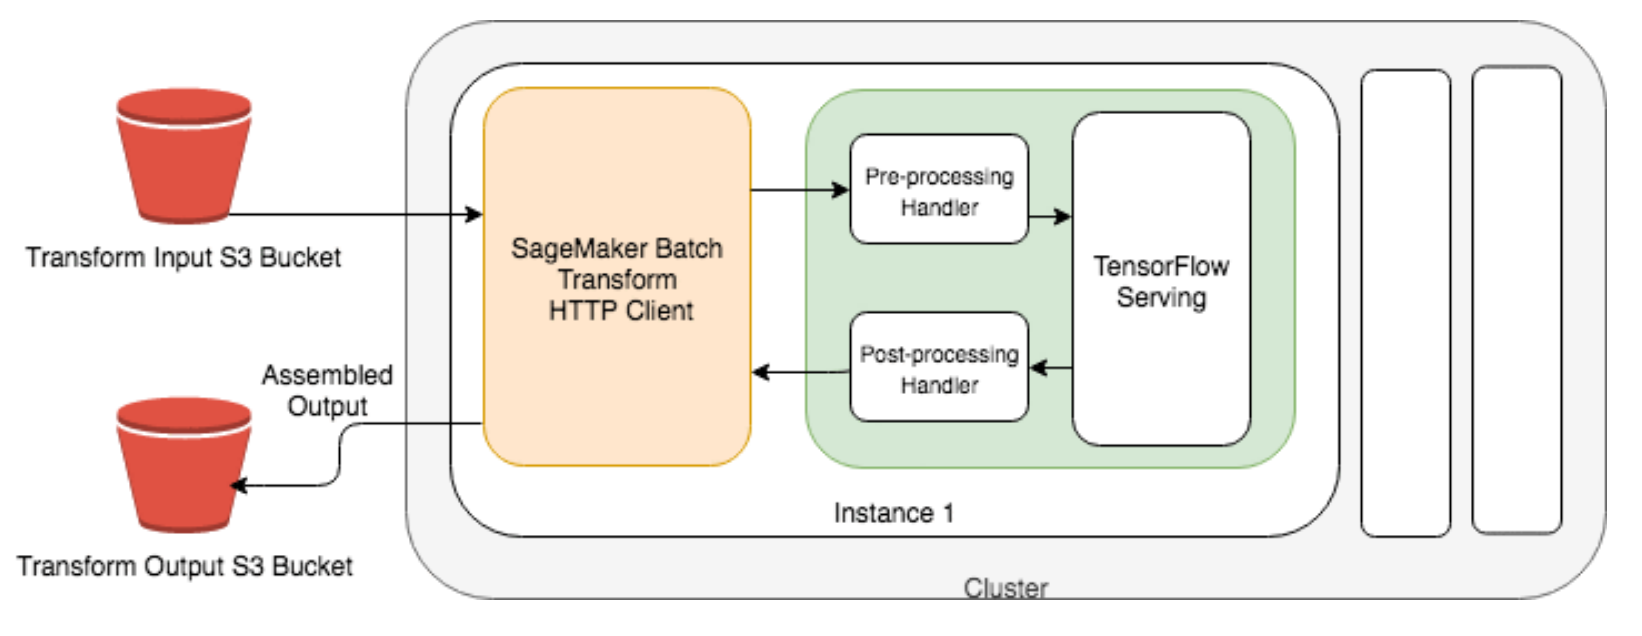 Transform Input S3 Bucket
Assembled
Output
Transform Output S3 Bucket
SageMaker Batch
Transform
HTTP Client
Pre-processing
Handler
TensorFlow
Serving
Post-processing
Handler
Instance 1
Cluster